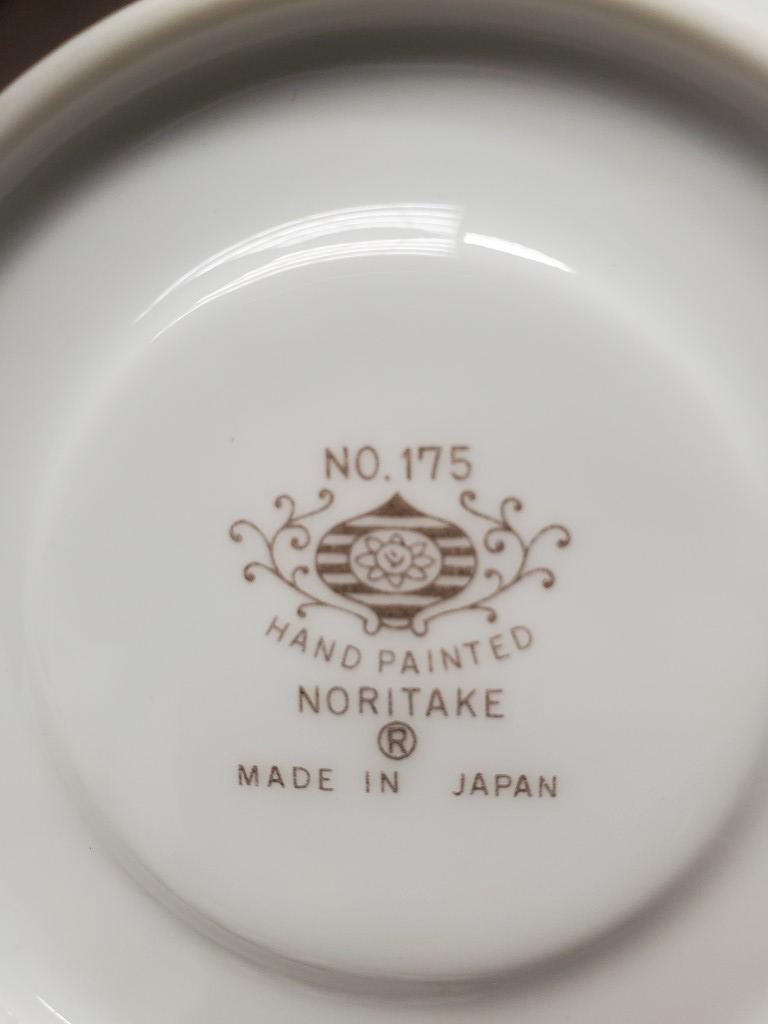 NO.175
HAND PAINTED
NORITAKE
®
MADE IN JAPAN